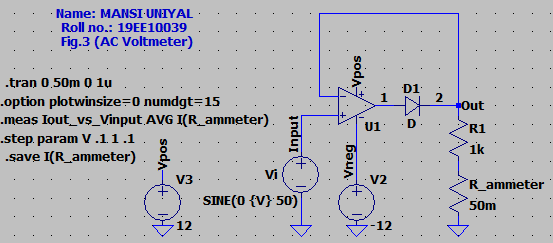 Name: MANSI UNIYAL
Roll no.: 19EE10039
Fig.3 (AC Voltmeter)
.tran 0 50m 0 1u
.option plotwinsize=0 numdgt=15
.meas Iout_vs_Vinput AVG I(R_ammeter)
.step param V .1 1 .1
.save I(R_ammeter)
Vpos
V3
12
Input
Vi
SINE(0 {V} 50)
Vpos
U1
Vneg
V2
-12
1
D1
D
2
Out
R1
1k
R_ammeter
50m